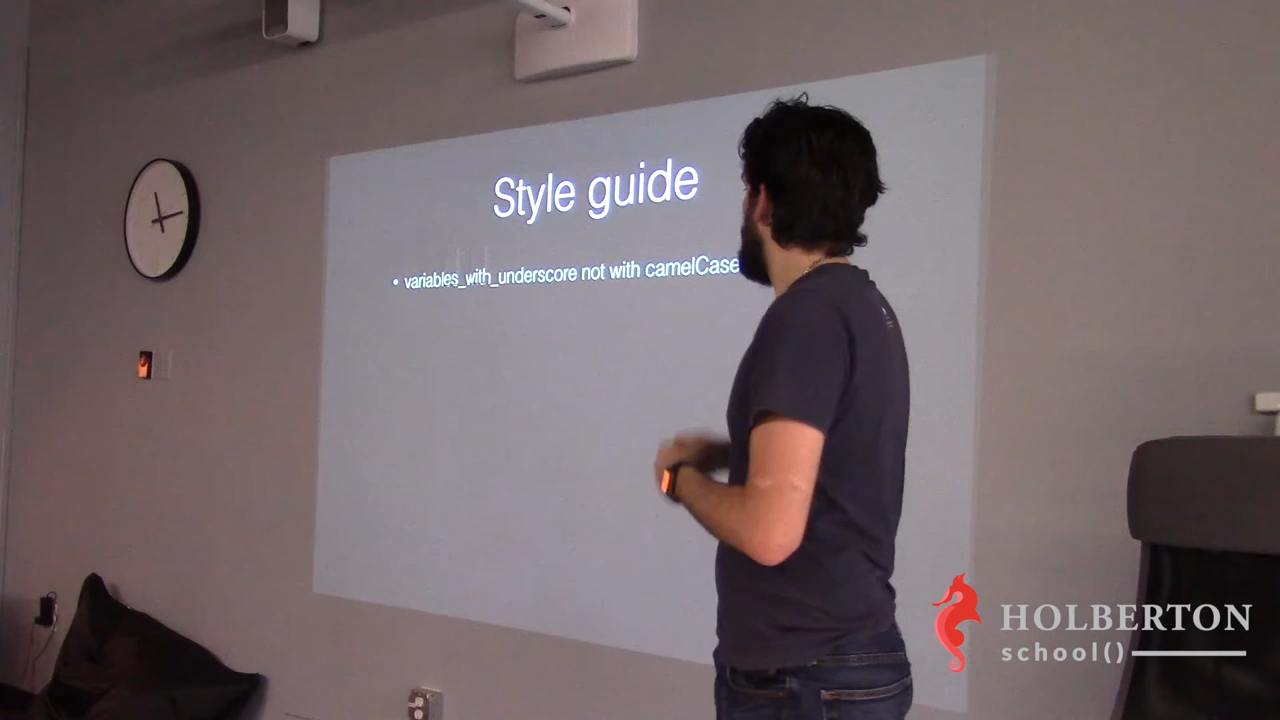 Style guide
• variables_with_underscore not with camelCase
HOLBERTON
school()